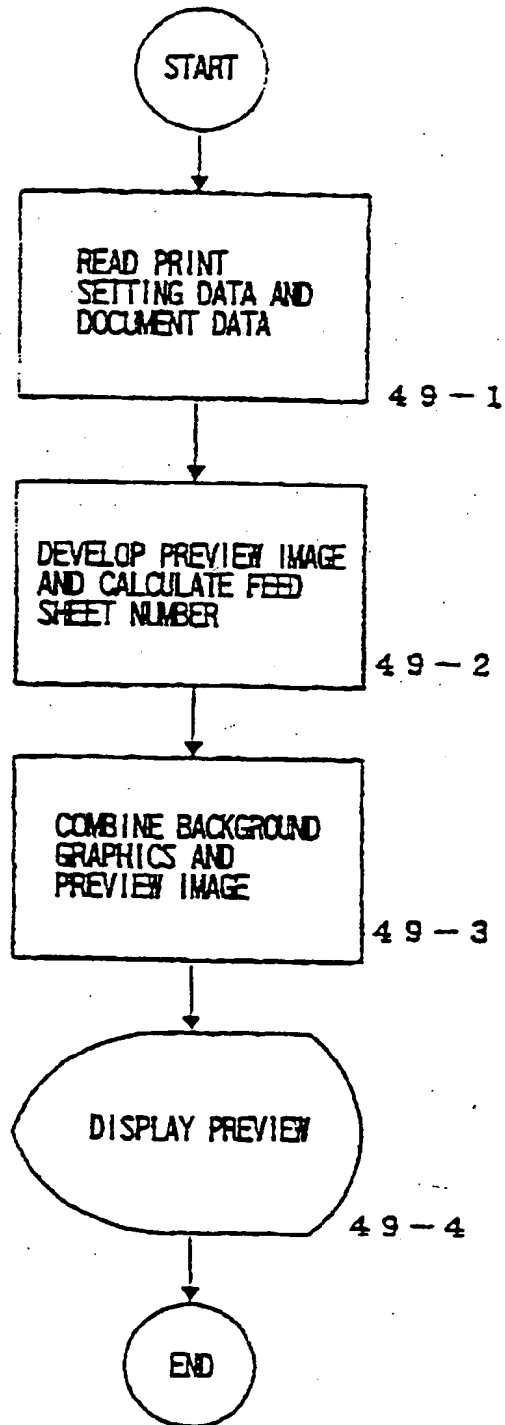 START
READ PRINT
SETTING DATA AND
DOCUMENT DATA
49-1
DEVELOP PREVIEW IMAGE
AND CALCULATE FEED
SHEET NUMBER
49-2
COMBINE BACKGROUND
GRAPHICS AND
PREVIEW IMAGE
49-3
DISPLAY PREVIEW
49-4
END